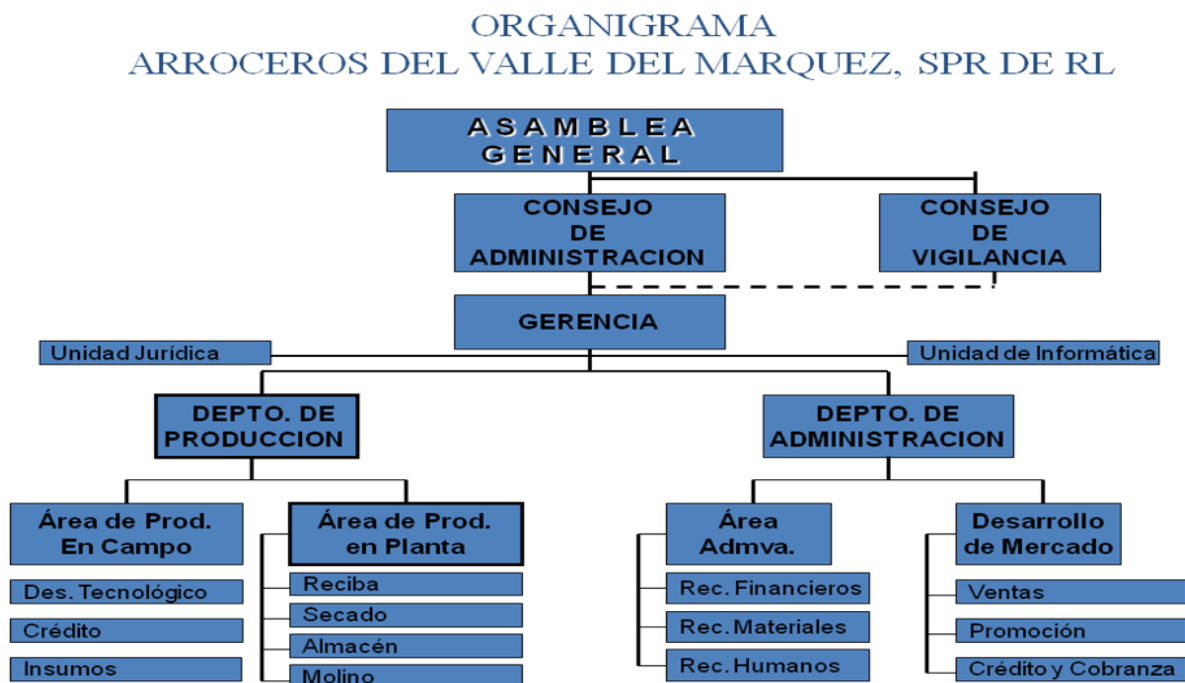 ORGANIGRAMA
ARROCEROS DEL VALLE DEL MARQUEZ, SPR DE RL
ASAMBLEA
GENERAL
CONSEJO
DE
ADMINISTRACION
CONSEJO
DE
VIGILANCIA
GERENCIA
Unidad Jurídica
Unidad de Informática
DEPTO. DE
PRODUCCION
DEPTO. DE
ADMINISTRACION
Área de Prod.
En Campo
Des. Tecnológico
Crédito
Insumos
Área de Prod.
en Planta
Reciba
Secado
Almacén
Molino
Área
Admva.
Rec. Financieros
Rec. Materiales
Rec. Humanos
Desarrollo
de Mercado
Ventas
Promoción
Crédito y Cobranza